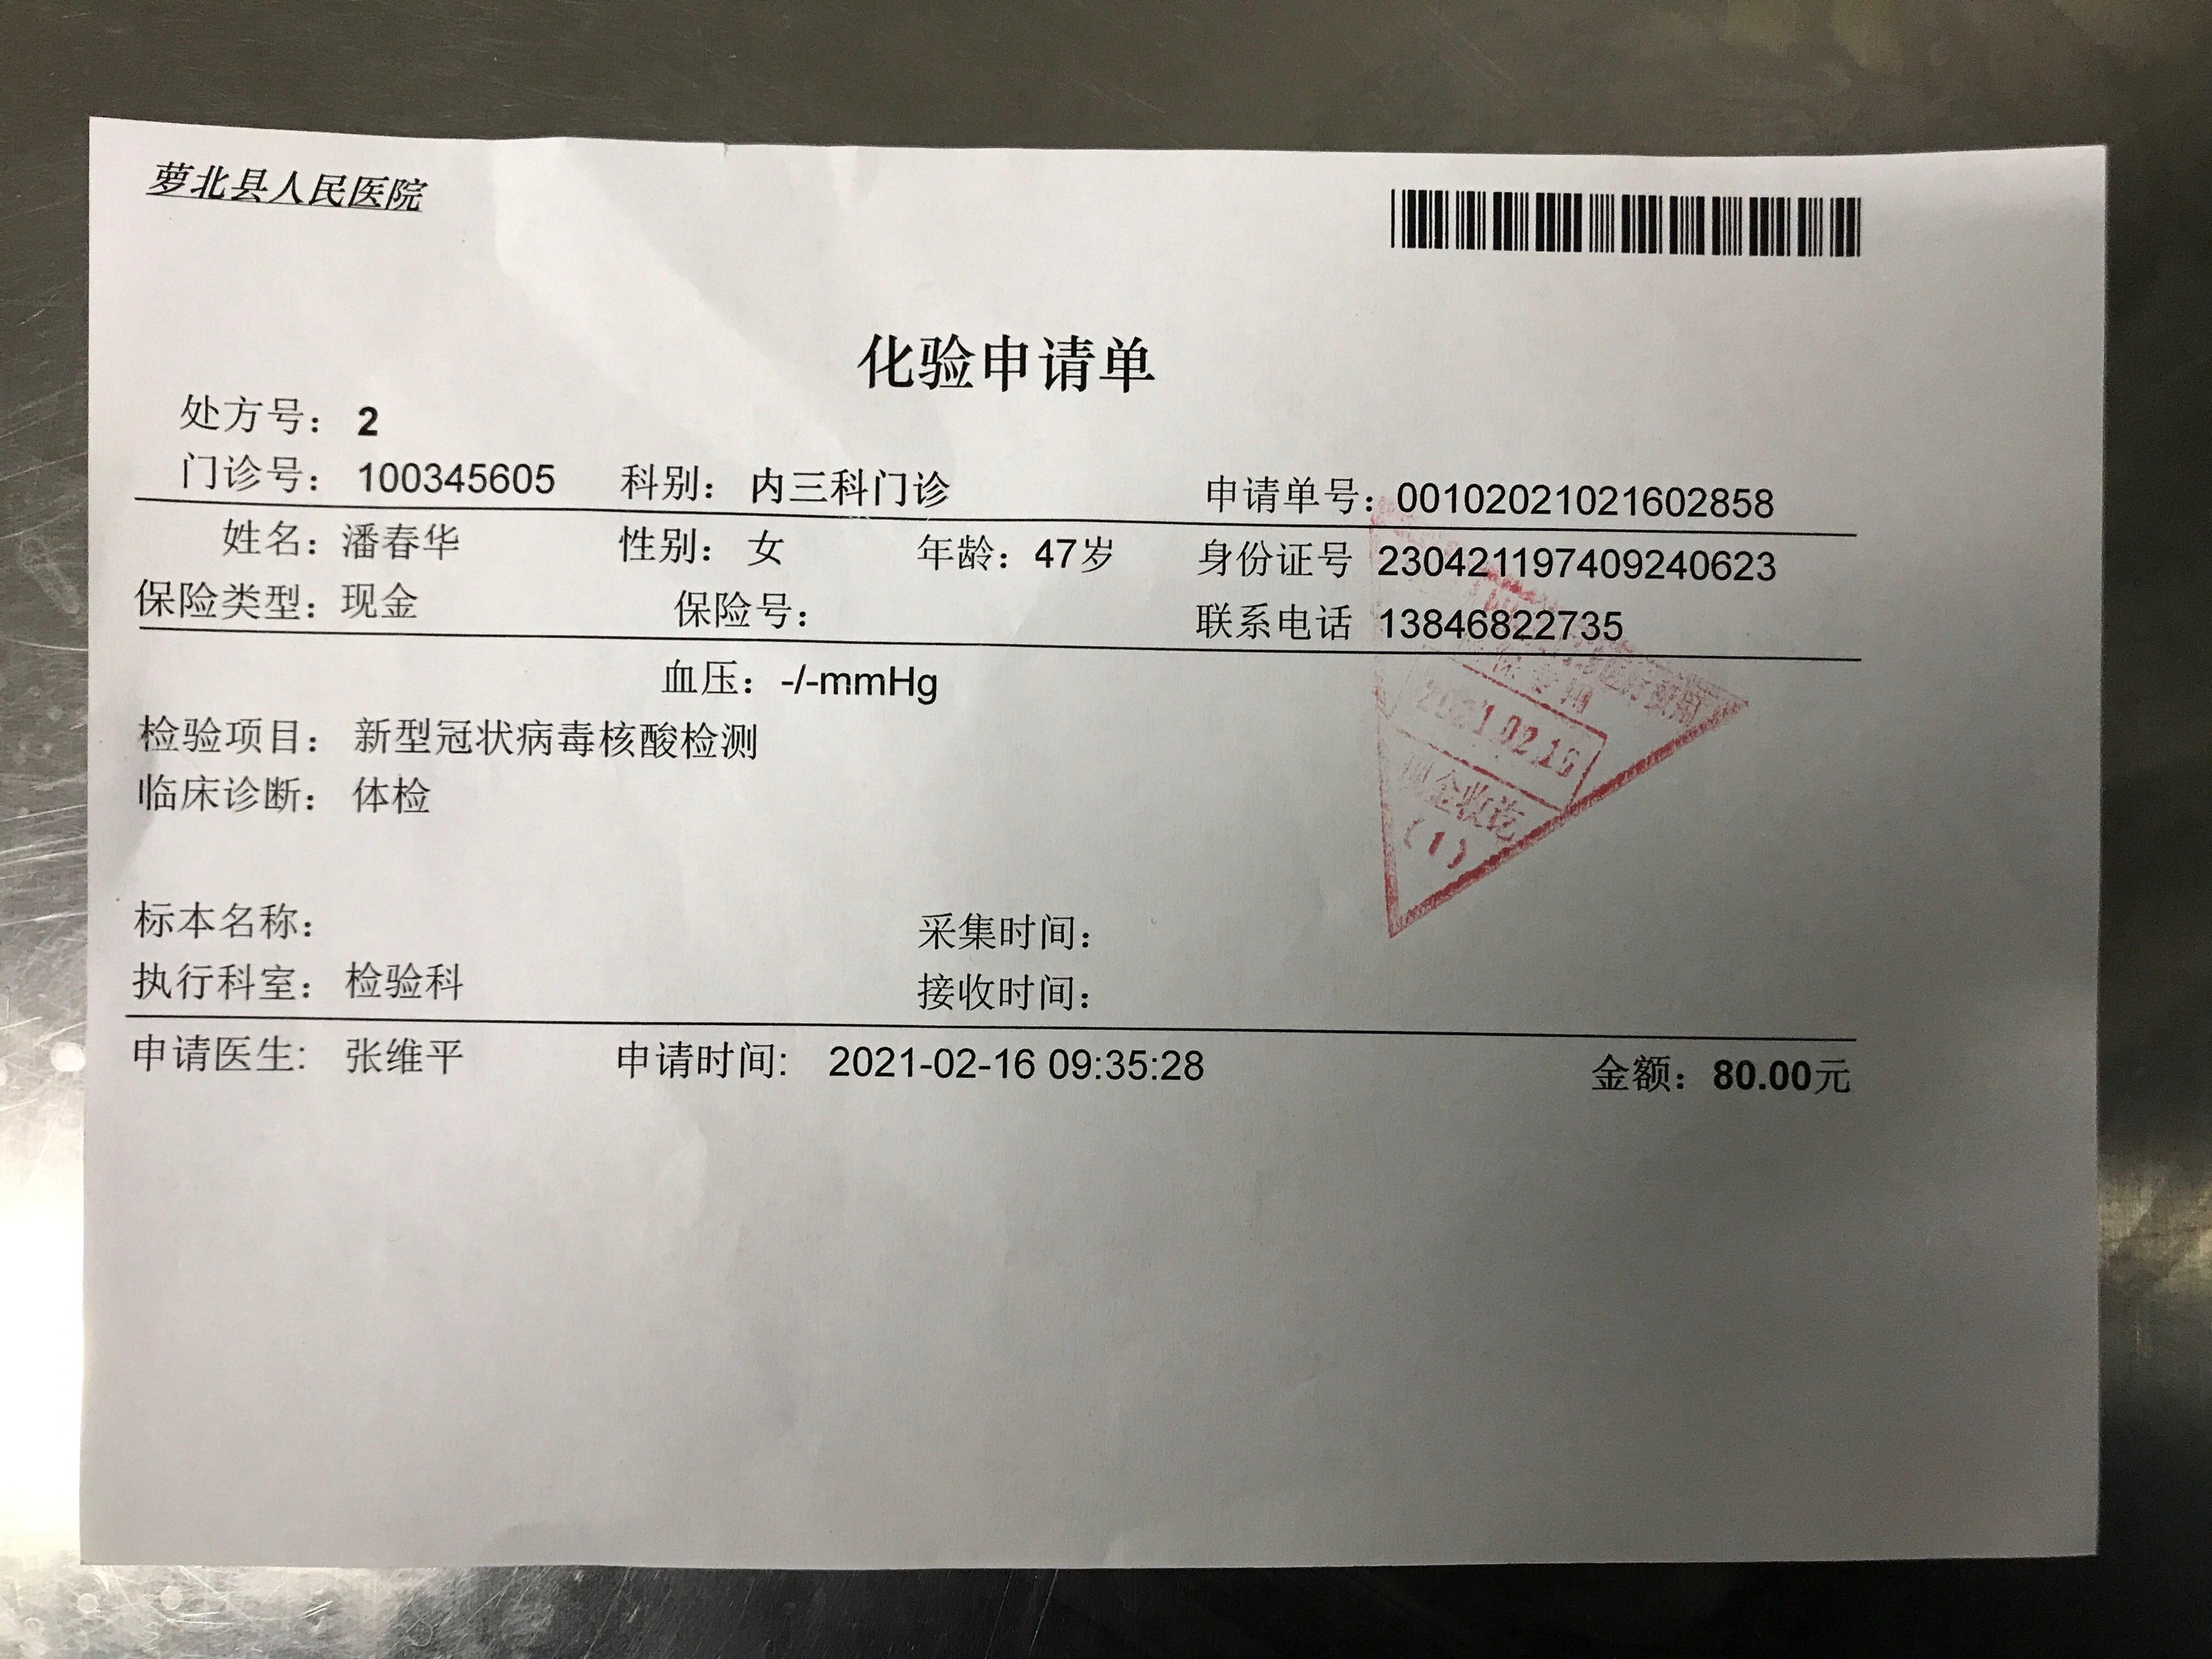 萝北县人民医院
化验申请单
处方号： 2
门诊号： 100345605 科别： 内三科门诊 申请单号：00102021021602858
姓名：潘春华 性别： 女 年龄：47岁 身份证号 230421197409240623
保险类型：现金 保险号： 联系电话 13846822735
血压：-/-mmHg
检验项目： 新型冠状病毒核酸检测
临床诊断： 体检
2021.02.16
现金收讫
(1)
标本名称： 采集时间：
执行科室： 检验科 接收时间：
申请医生: 张维平 申请时间: 2021-02-16 09:35:28 金额：80.00元